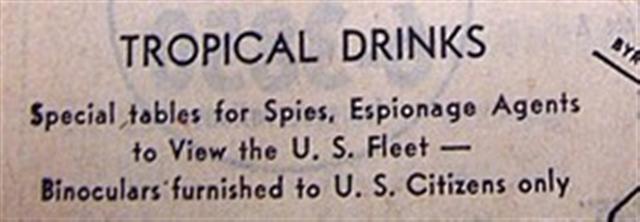 TROPICAL DRINKS
Special tables for Spies, Espionage Agents
to View the U. S. Fleet —
Binoculars furnished to U. S. Citizens only